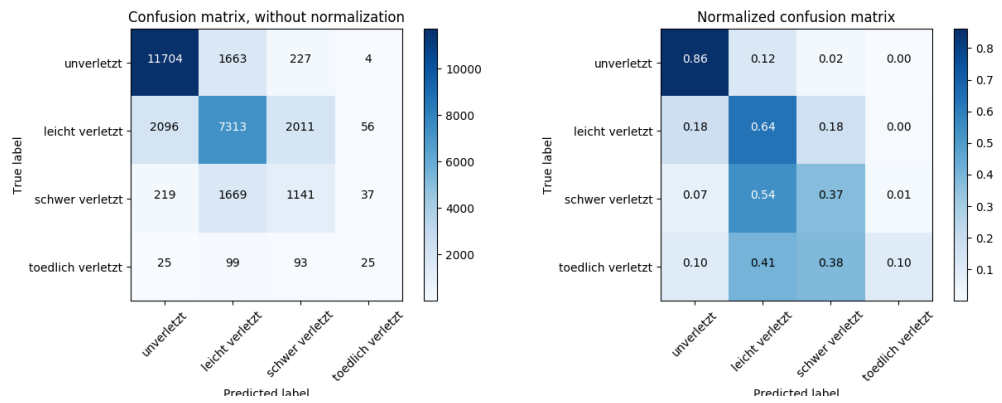 Confusion matrix, without normalization
unverletzt 11704 1663 227 4
leicht verletzt 2096 7313 2011 56
schwer verletzt 219 1669 1141 37
toedlich verletzt 25 99 93 25
unverletzt
leicht verletzt
schwer verletzt
toedlich verletzt
True label
Predicted label
10000
8000
6000
4000
2000
Normalized confusion matrix
unverletzt 0.86 0.12 0.02 0.00
leicht verletzt 0.18 0.64 0.18 0.00
schwer verletzt 0.07 0.54 0.37 0.01
toedlich verletzt 0.10 0.41 0.38 0.10
unverletzt
leicht verletzt
schwer verletzt
toedlich verletzt
True label
Predicted label
0.8
0.7
0.6
0.5
0.4
0.3
0.2
0.1